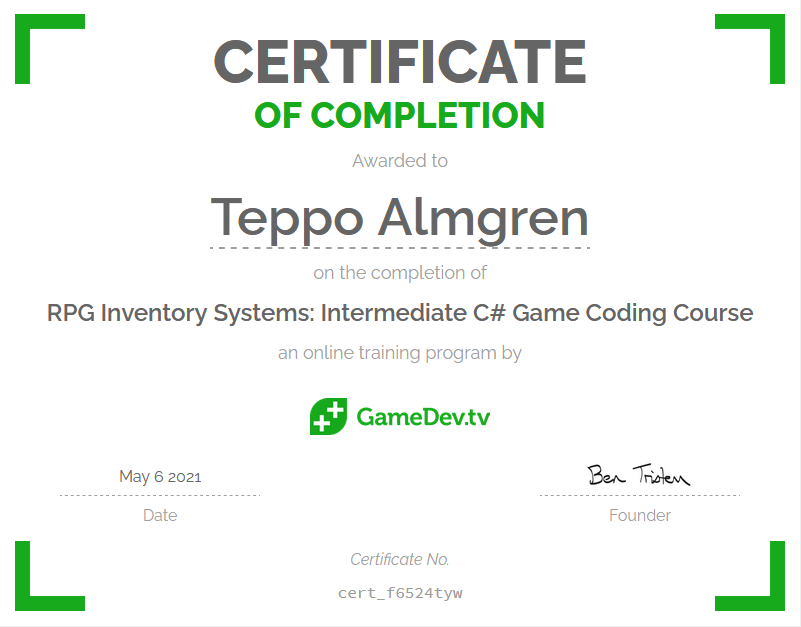 CERTIFICATE
OF COMPLETION
Awarded to
Teppo Almgren
on the completion of
RPG Inventory Systems: Intermediate C# Game Coding Course
an online training program by
GameDev.tv
May 6 2021
Date
Ben Tristem
Founder
Certificate No.
cert_f6524tyw